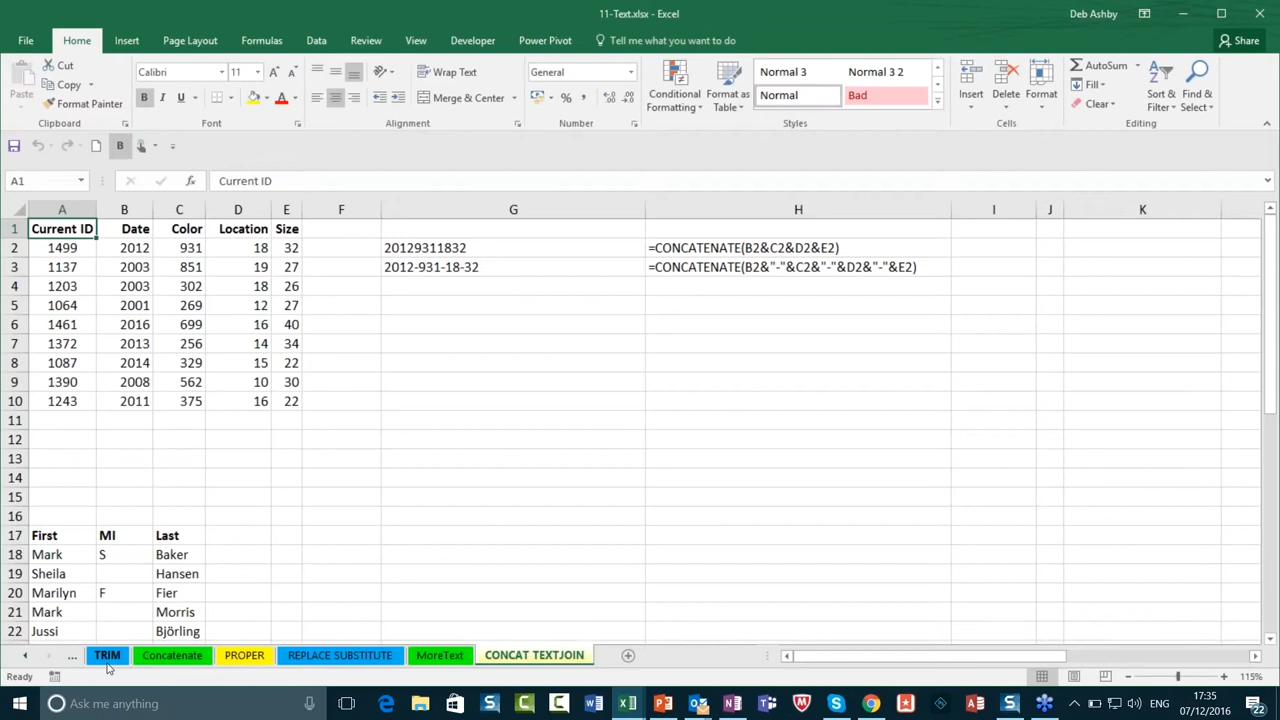 11-Text.xlsx - Excel
Deb Ashby
File Home Insert Page Layout Formulas Data Review View Developer Power Pivot Tell me what you want to do Share
Paste
Cut
Copy
Format Painter
Clipboard
Calibri 11
B I U
Font
Wrap Text
Merge & Center
Alignment
General
Number
Conditional Formatting
Format as Table
Normal 3 Normal 3 2
Normal Bad
Styles
Insert Delete Format
Cells
AutoSum
Fill
Clear
Sort & Filter
Find & Select
Editing
B
A1 fx Current ID
A B C D E F G H I J K
1 Current ID Date Color Location Size
2 1499 2012 931 18 32 20129311832 =CONCATENATE(B2&C2&D2&E2)
3 1137 2003 851 19 27 2012-931-18-32 =CONCATENATE(B2&"-"&C2&"-"&D2&"-"&E2)
4 1203 2003 302 18 26
5 1064 2001 269 12 27
6 1461 2016 699 16 40
7 1372 2013 256 14 34
8 1087 2014 329 15 22
9 1390 2008 562 10 30
10 1243 2011 375 16 22
11
12
13
14
15
16
17 First MI Last
18 Mark S Baker
19 Sheila Hansen
20 Marilyn F Fier
21 Mark Morris
22 Jussi Björling
... TRIM Concatenate PROPER REPLACE SUBSTITUTE MoreText CONCAT TEXTJOIN
Ready 115%
Ask me anything
ENG
17:35
07/12/2016
22